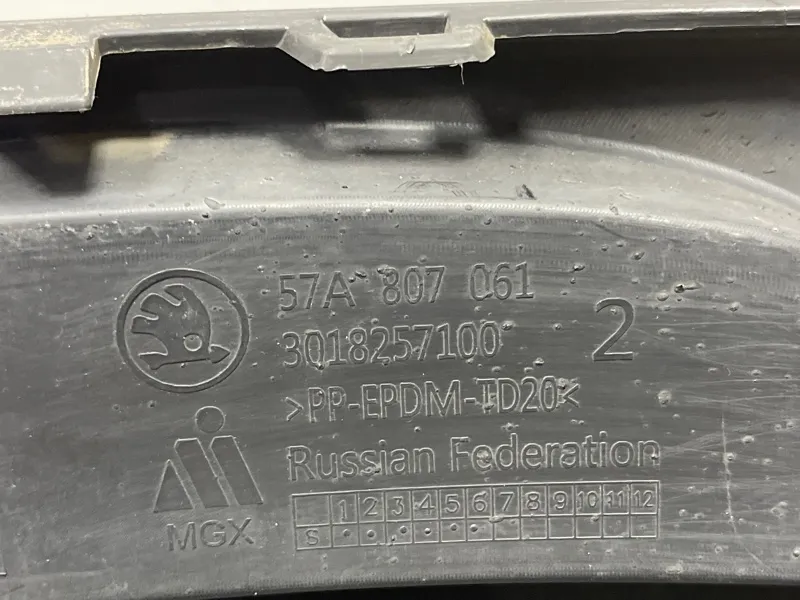 57A 807 061
3018257100
2
>PP-EPDM-TD20<
Russian Federation
MGX
1 2 3 4 5 6 7 8 9 10 11 12
S